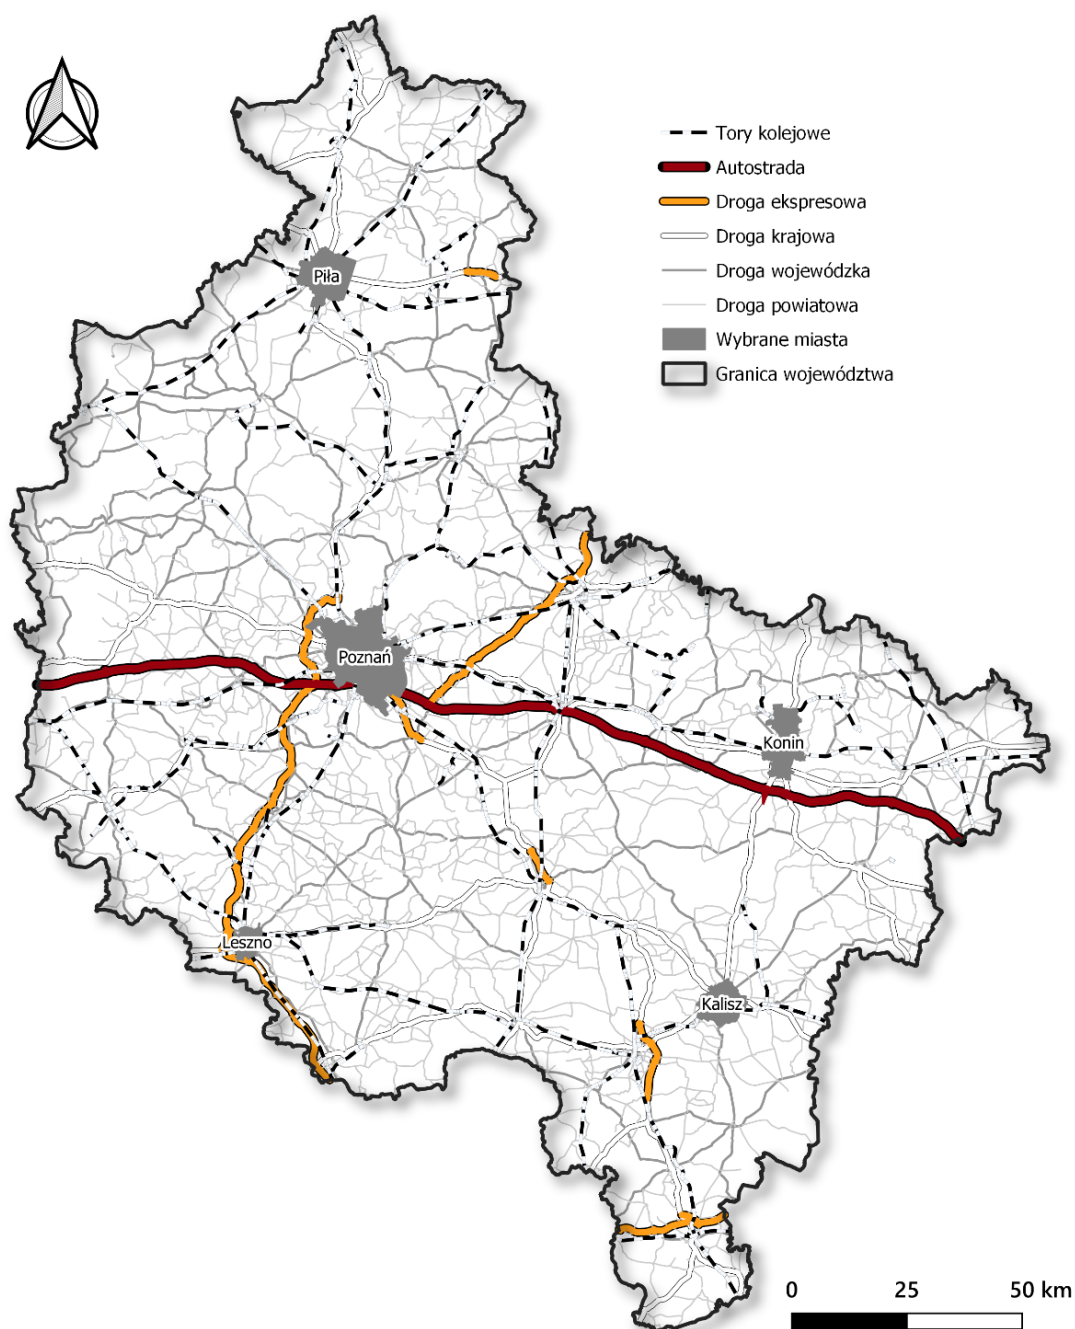 Tory kolejowe
Autostrada
Droga ekspresowa
Droga krajowa
Droga wojewódzka
Droga powiatowa
Wybrane miasta
Granica województwa
Piła
Poznań
Konin
Leszno
Kalisz
0 25 50 km